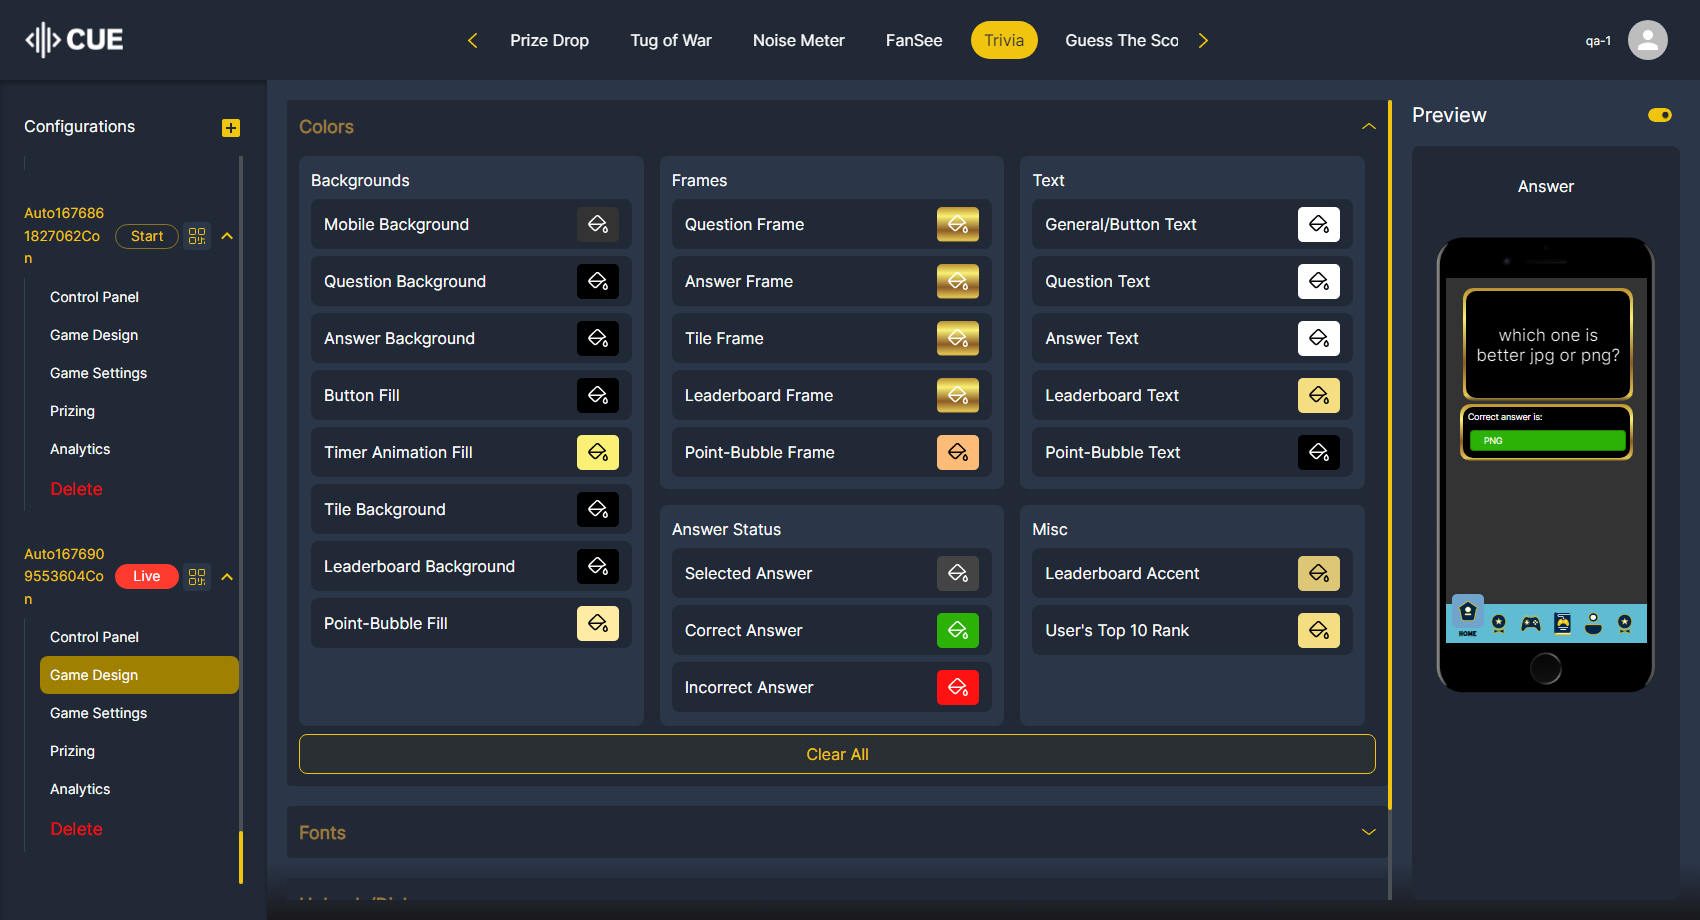 CUE
Prize Drop
Tug of War
Noise Meter
FanSee
Trivia
Guess The Sco
qa-1
Configurations
Auto167686
1827062Co
n
Start
Control Panel
Game Design
Game Settings
Prizing
Analytics
Delete
Auto167690
9553604Co
n
Live
Control Panel
Game Design
Game Settings
Prizing
Analytics
Delete
Colors
Backgrounds
Mobile Background
Question Background
Answer Background
Button Fill
Timer Animation Fill
Tile Background
Leaderboard Background
Point-Bubble Fill
Frames
Question Frame
Answer Frame
Tile Frame
Leaderboard Frame
Point-Bubble Frame
Text
General/Button Text
Question Text
Answer Text
Leaderboard Text
Point-Bubble Text
Answer Status
Selected Answer
Correct Answer
Incorrect Answer
Misc
Leaderboard Accent
User's Top 10 Rank
Clear All
Fonts
Preview
Answer
which one is
better jpg or png?
Correct answer is:
PNG
HOME